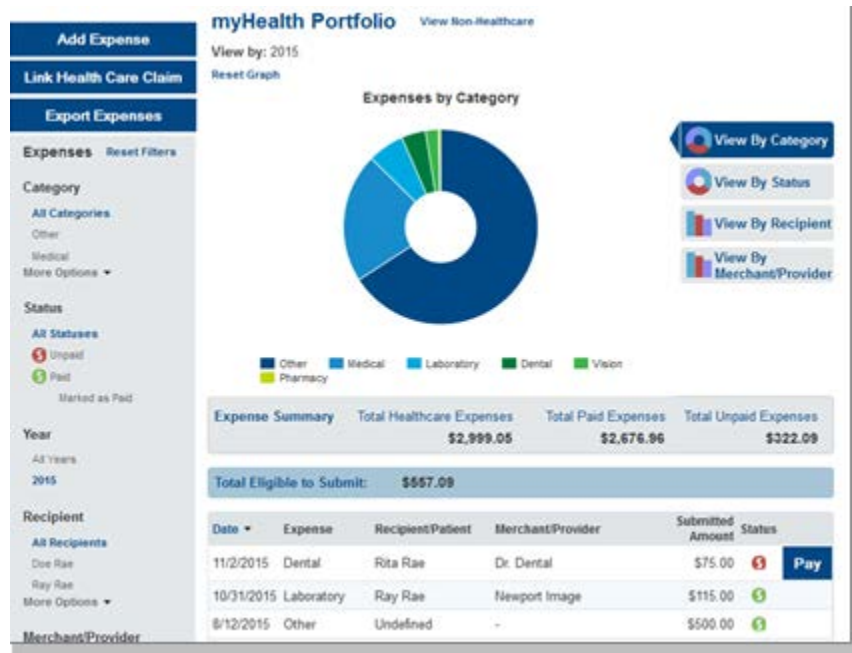 Add Expense
Link Health Care Claim
Export Expenses
Expenses Reset Filters
Category
All Categories
Other
Medical
More Options
Status
All Statuses
Unpaid
Paid
Marked as Paid
Year
All Years
2015
Recipient
All Recipients
Doe Rae
Ray Rae
More Options
Merchant/Provider
myHealth Portfolio View Non-Healthcare
View by: 2015
Reset Graph
Expenses by Category
View By Category
View By Status
View By Recipient
View By
Merchant/Provider
Other Medical Laboratory Dental Vision
Pharmacy
Expense Summary Total Healthcare Expenses Total Paid Expenses Total Unpaid Expenses
$2,999.05 $2,676.96 $322.09
Total Eligible to Submit: $557.09
Date Expense Recipient/Patient Merchant/Provider Submitted Amount Status
11/2/2015 Dental Rita Rae Dr. Dental $75.00 Pay
10/31/2015 Laboratory Ray Rae Newport Image $115.00
8/12/2015 Other Undefined - $500.00